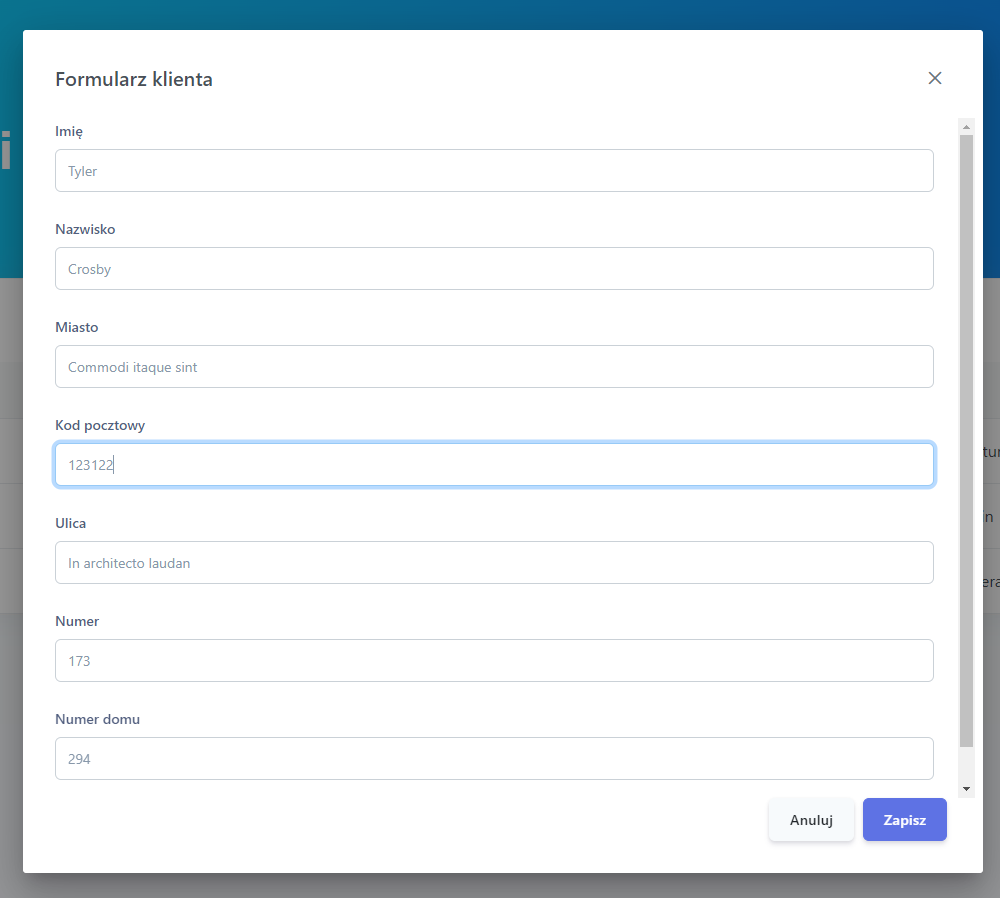 Formularz klienta
Imię
Tyler
Nazwisko
Crosby
Miasto
Commodi itaque sint
Kod pocztowy
123122
Ulica
In architecto laudan
Numer
173
Numer domu
294
Anuluj
Zapisz